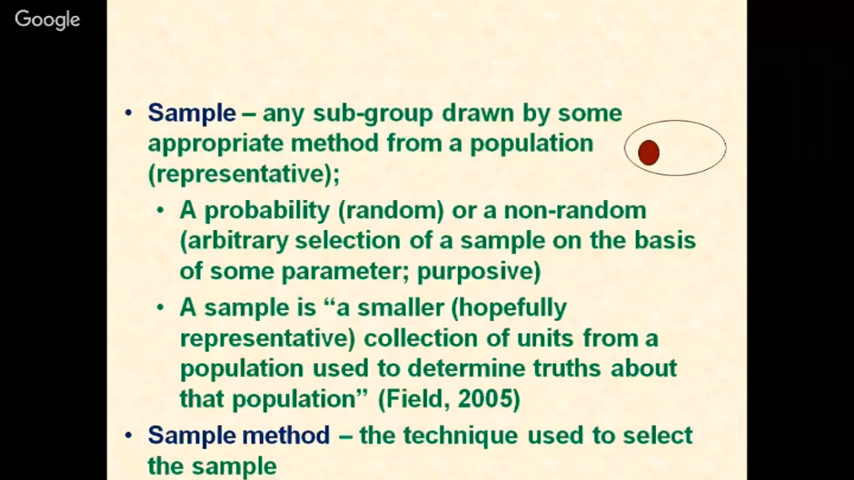 Google
• Sample – any sub-group drawn by some
appropriate method from a population
(representative);
• A probability (random) or a non-random
(arbitrary selection of a sample on the basis
of some parameter; purposive)
• A sample is “a smaller (hopefully
representative) collection of units from a
population used to determine truths about
that population” (Field, 2005)
• Sample method – the technique used to select
the sample